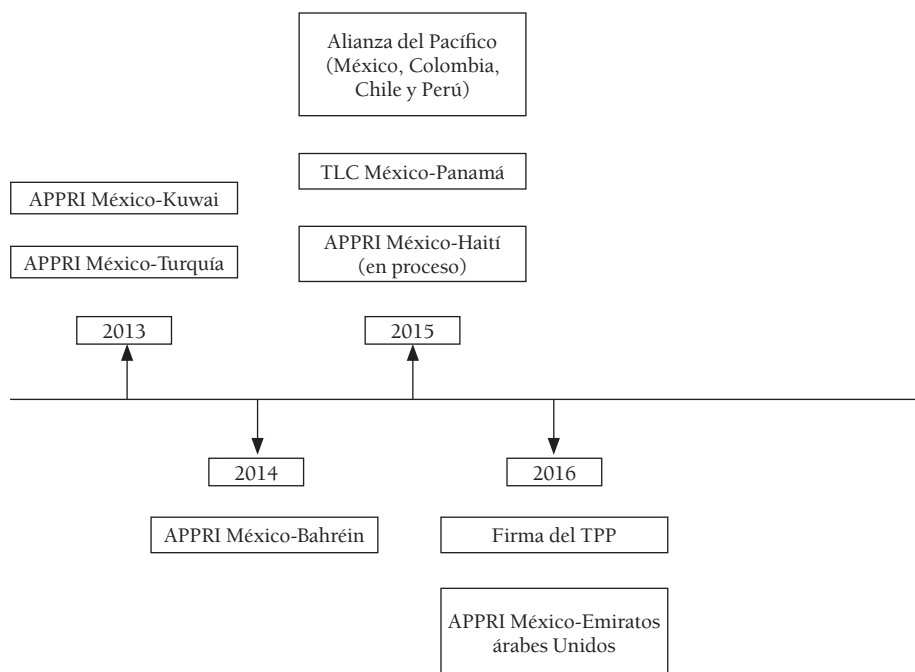 Alianza del Pacífico
(México, Colombia,
Chile y Perú)
TLC México-Panamá
APPRI México-Kuwai
APPRI México-Haití
(en proceso)
APPRI México-Turquía
2013
2015
2014
2016
APPRI México-Bahréin
Firma del TPP
APPRI México-Emiratos
árabes Unidos